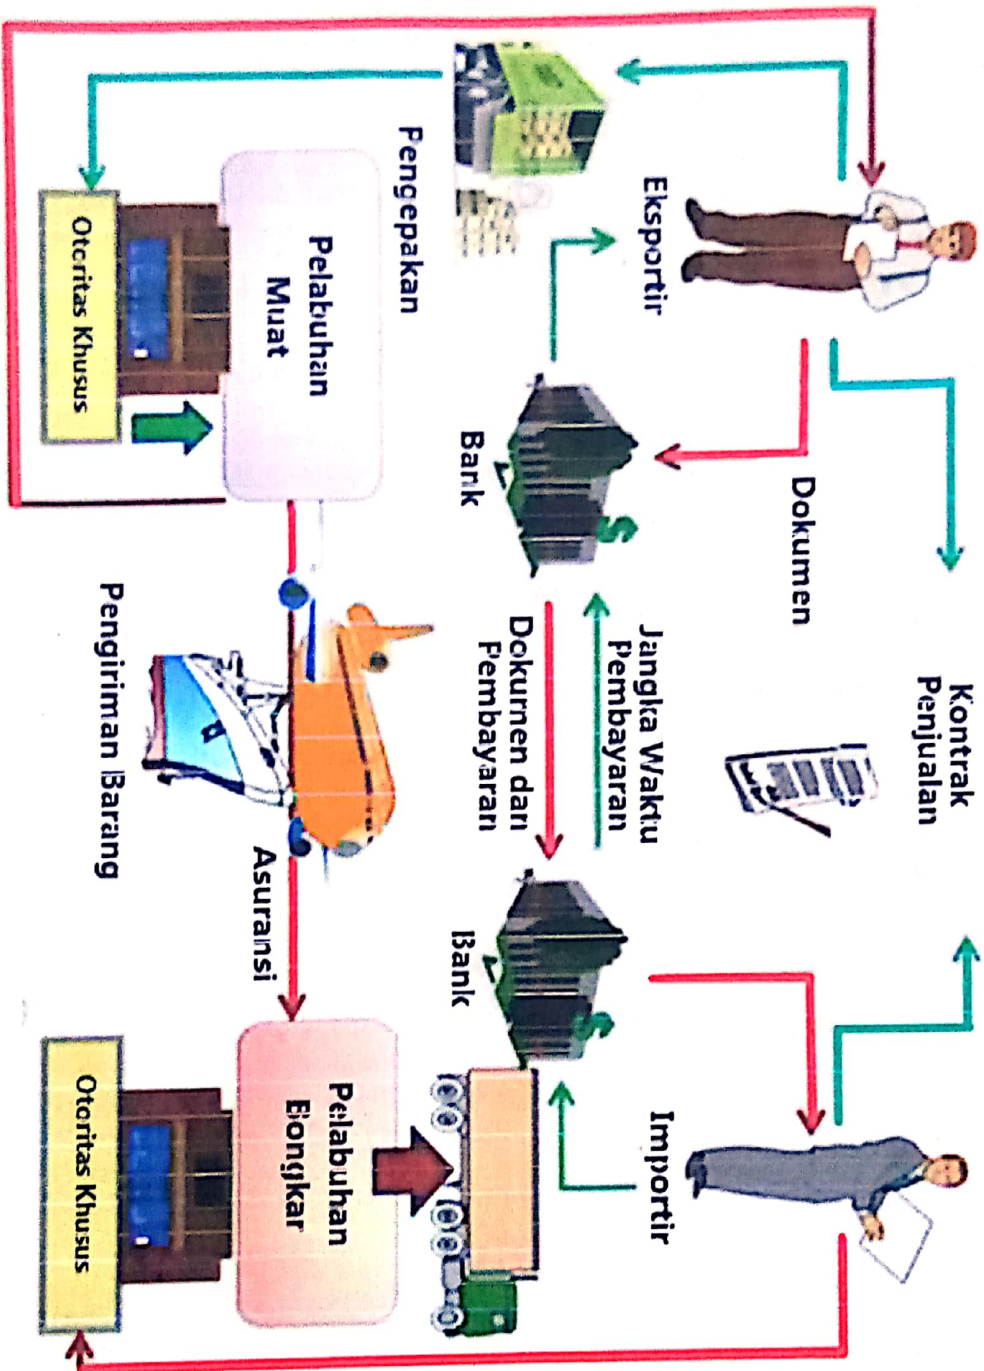 Kontrak
Penjualan
Dokumen
Eksportir
Importir
Jangka Waktu
Pembayaran
Dokumen dan
Pembayaran
Bank
Bank
Pengepakan
Pelabuhan
Muat
Asuransi
Pelabuhan
Bongkar
Pengiriman Barang
Otoritas Khusus
Otoritas Khusus